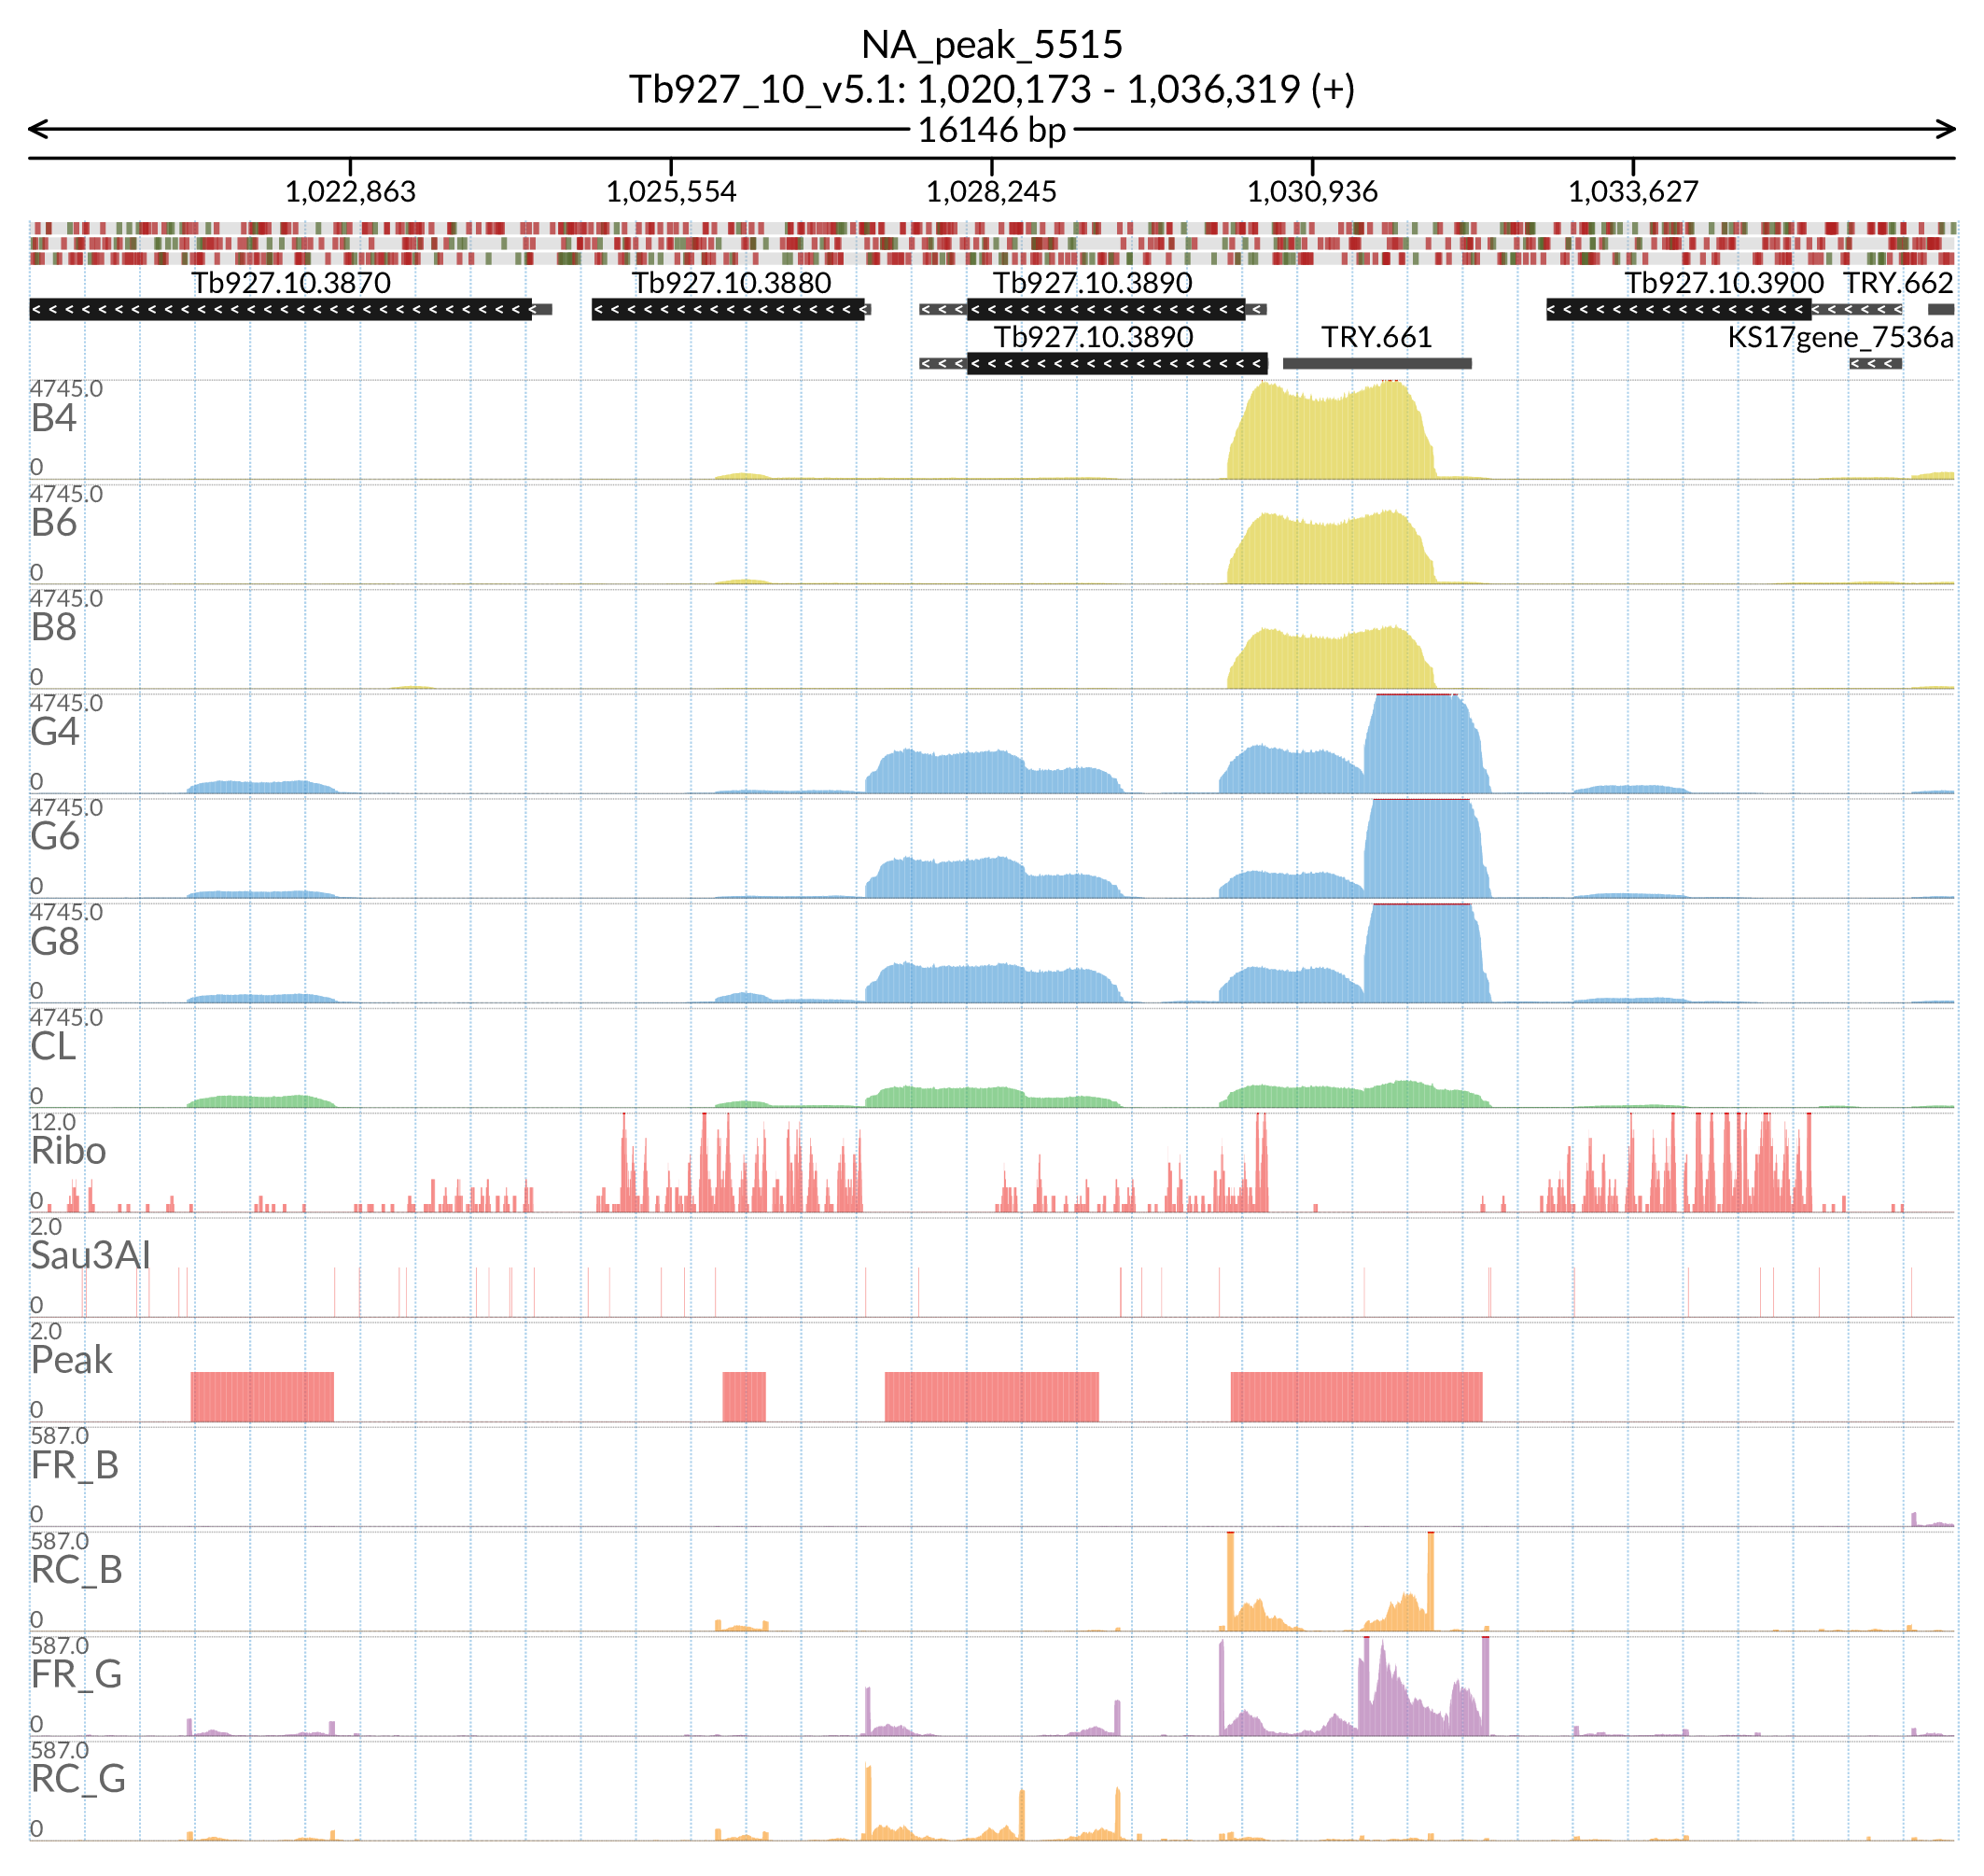 NA_peak_5515
Tb927_10_v5.1: 1,020,173 - 1,036,319 (+)
16146 bp
1,022,863 1,025,554 1,028,245 1,030,936 1,033,627
Tb927.10.3870 Tb927.10.3880 Tb927.10.3890 Tb927.10.3900 TRY.662
Tb927.10.3890 TRY.661 KS17gene_7536a
4745.0
B4
0
4745.0
B6
0
4745.0
B8
0
4745.0
G4
0
4745.0
G6
0
4745.0
G8
0
4745.0
CL
0
12.0
Ribo
0
2.0
Sau3AI
0
2.0
Peak
0
587.0
FR_B
0
587.0
RC_B
0
587.0
FR_G
0
587.0
RC_G
0